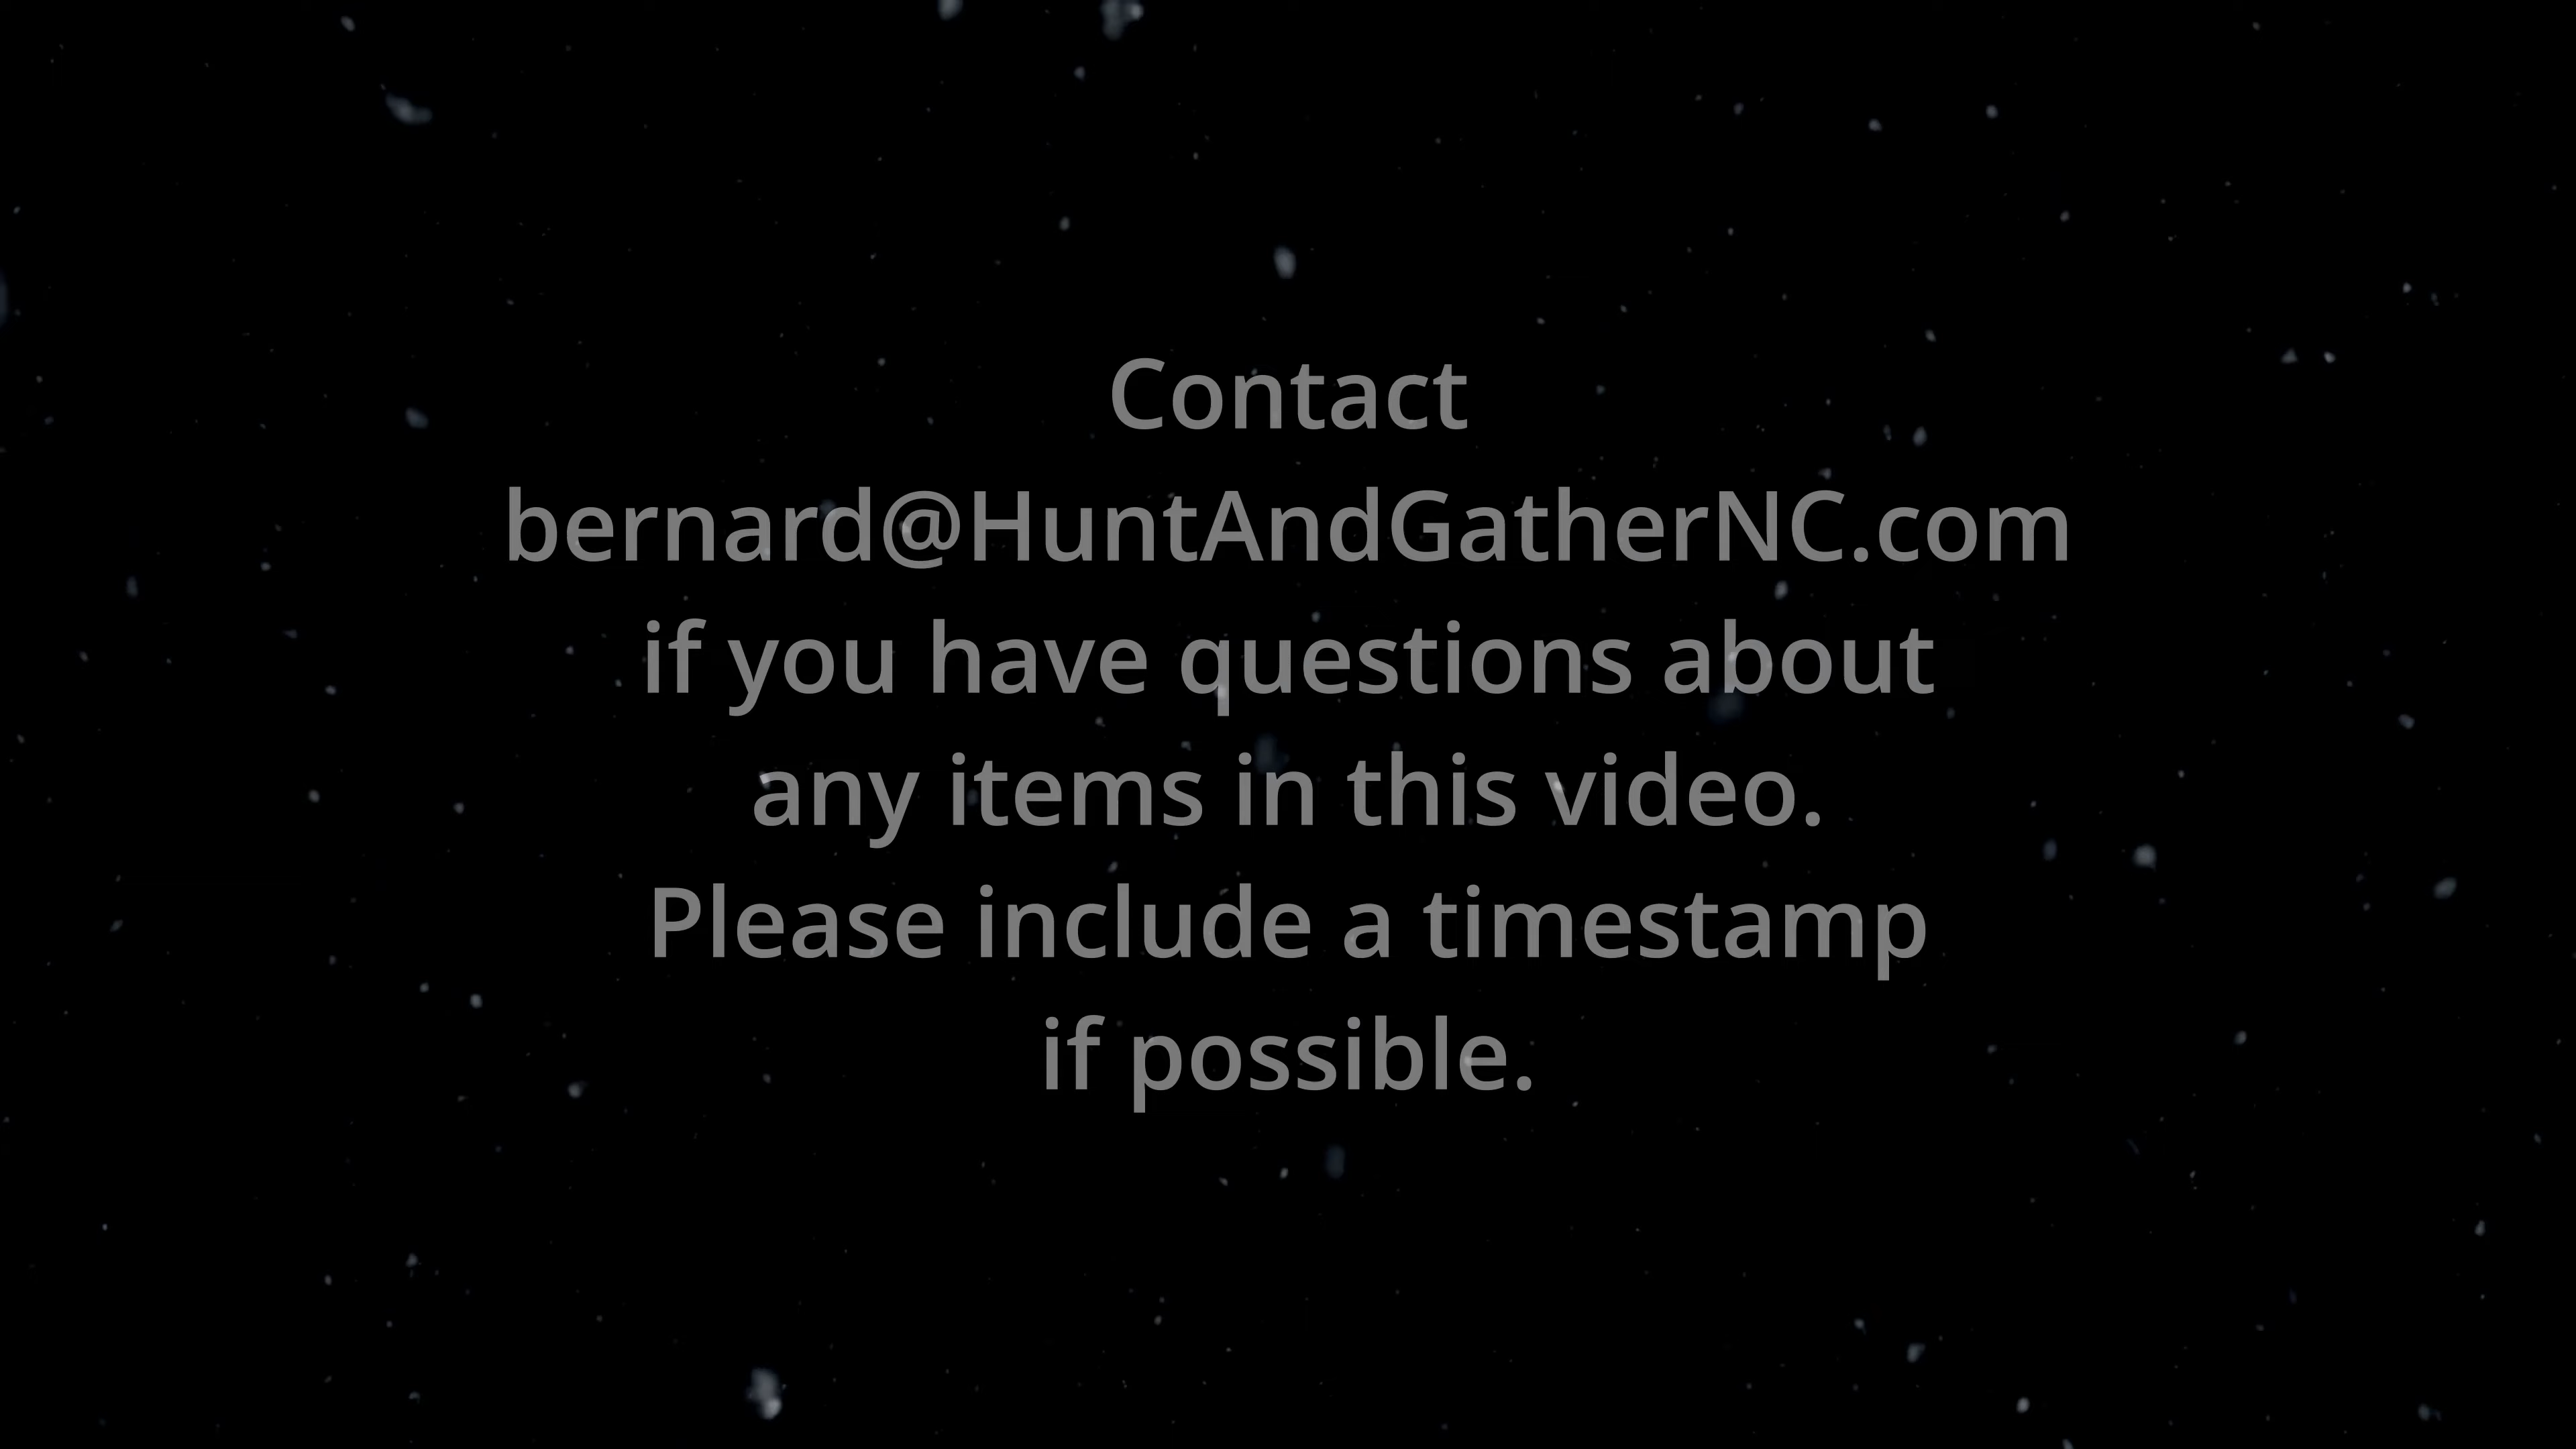 Contact
bernard@HuntAndGatherNC.com
if you have questions about
any items in this video.
Please include a timestamp
if possible.